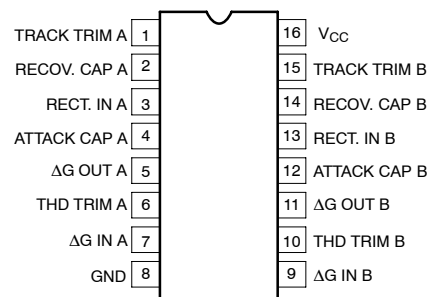 TRACK TRIM A 1
RECOV. CAP A 2
RECT. IN A 3
ATTACK CAP A 4
ΔG OUT A 5
THD TRIM A 6
ΔG IN A 7
GND 8
16 VCC
15 TRACK TRIM B
14 RECOV. CAP B
13 RECT. IN B
12 ATTACK CAP B
11 ΔG OUT B
10 THD TRIM B
9 ΔG IN B